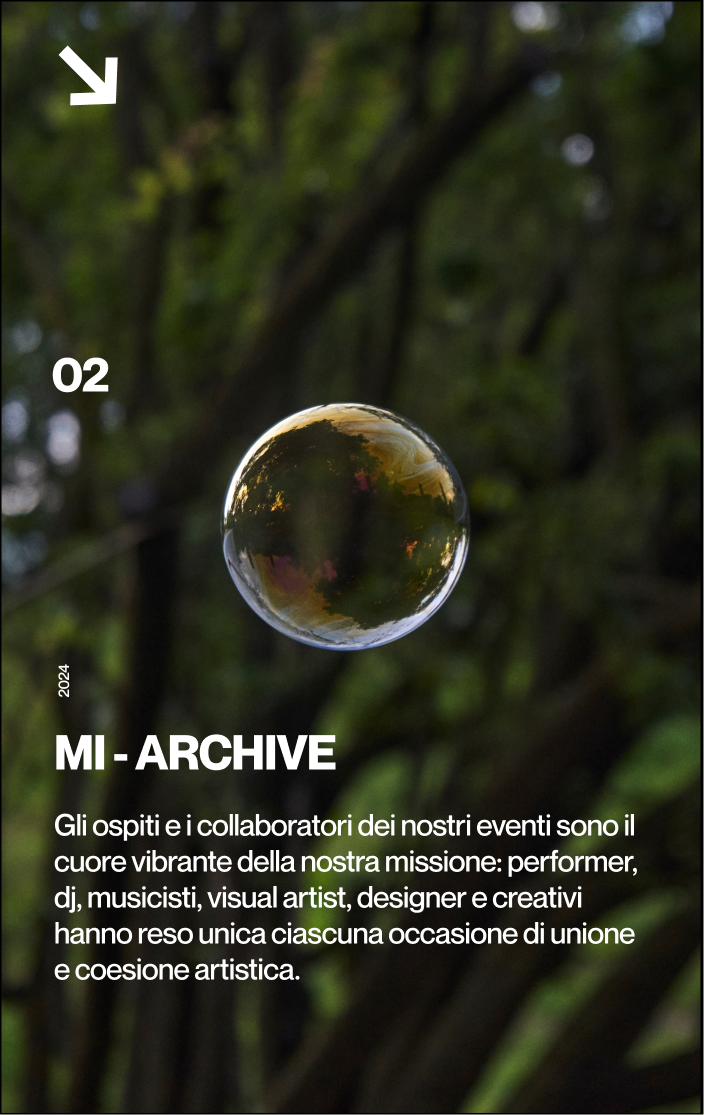 02
2024
MI - ARCHIVE
Gli ospiti e i collaboratori dei nostri eventi sono il
cuore vibrante della nostra missione: performer,
dj, musicisti, visual artist, designer e creativi
hanno reso unica ciascuna occasione di unione
e coesione artistica.